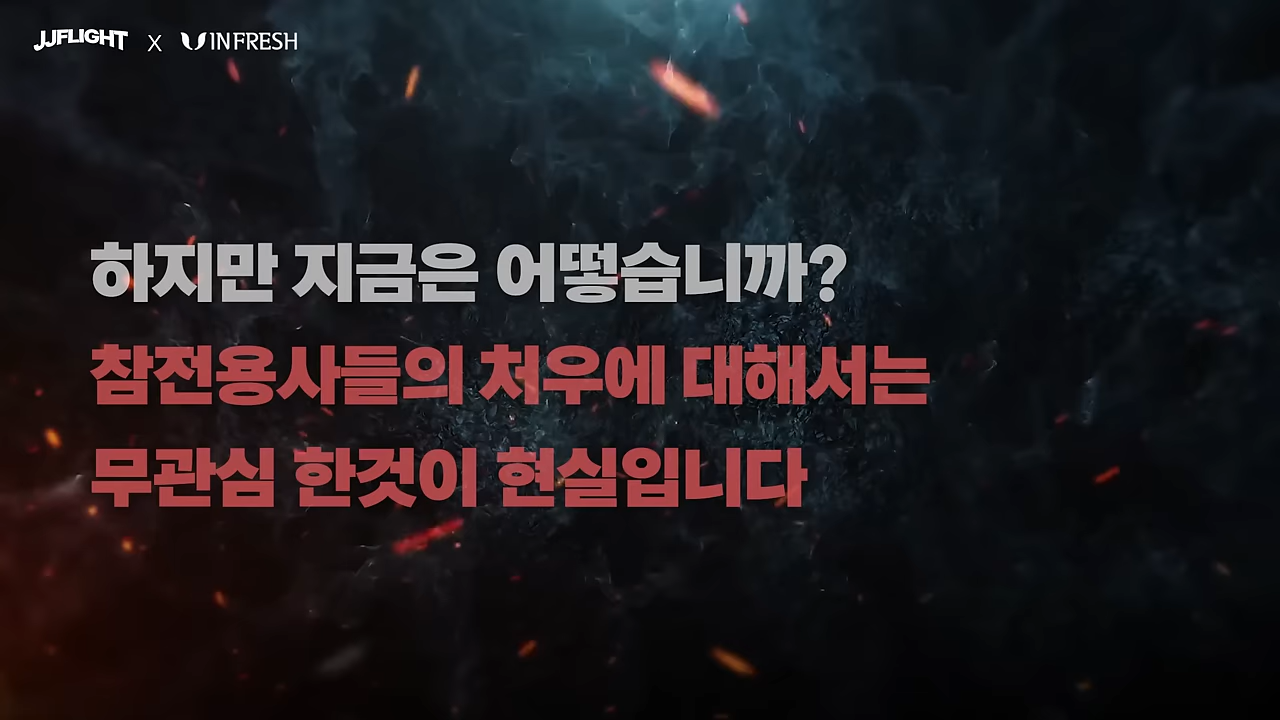 JJFLIGHT X INFRESH
하지만 지금은 어떻습니까?
참전용사들의 처우에 대해서는
무관심 한것이 현실입니다